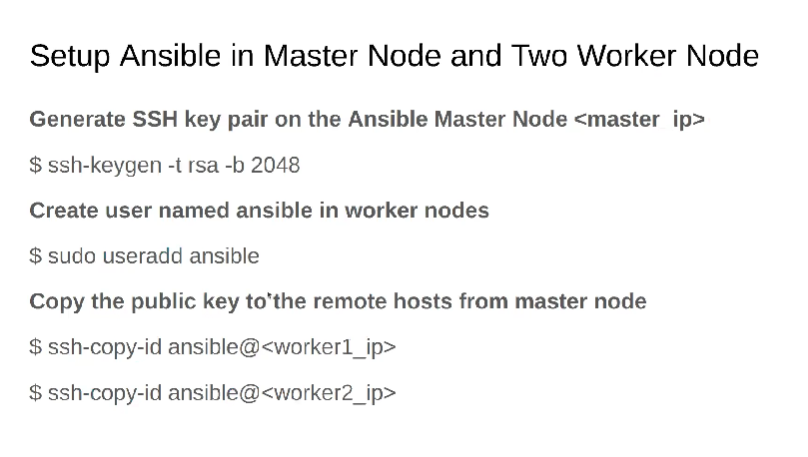 Setup Ansible in Master Node and Two Worker Node
Generate SSH key pair on the Ansible Master Node <master ip>
$ ssh-keygen -t rsa -b 2048
Create user named ansible in worker nodes
$ sudo useradd ansible
Copy the public key to the remote hosts from master node
$ ssh-copy-id ansible@<worker1_ip>
$ ssh-copy-id ansible@<worker2_ip>